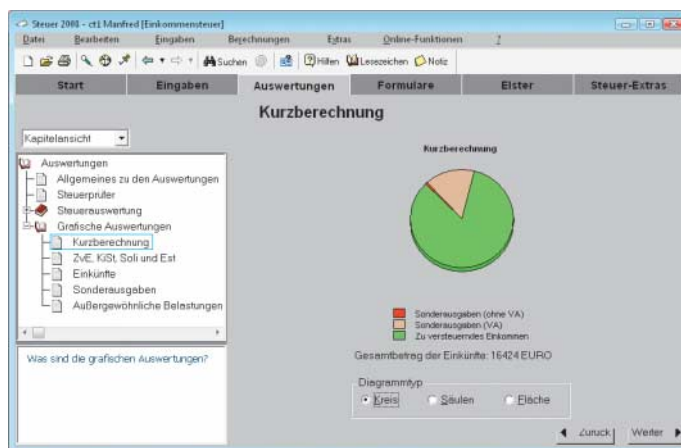 Steuer 2008 - ct1 Manfred [Einkommensteuer]
Datei Bearbeiten Eingaben Berechnungen Extras Online-Funktionen ?
Suchen Hilfen Lesezeichen Notiz
Start Eingaben Auswertungen Formulare Elster Steuer-Extras
Kurzberechnung
Kapitelansicht
Auswertungen
Allgemeines zu den Auswertungen
Steuerprüfer
Steuerauswertung
Grafische Auswertungen
Kurzberechnung
ZvE, KiSt, Soli und Est
Einkünfte
Sonderausgaben
Außergewöhnliche Belastungen
Was sind die grafischen Auswertungen?
Kurzberechnung
Sonderausgaben (ohne VA)
Sonderausgaben (VA)
Zu versteuerndes Einkommen
Gesamtbetrag der Einkünfte: 16424 EURO
Diagrammtyp
Kreis Säulen Fläche
Zurück Weiter